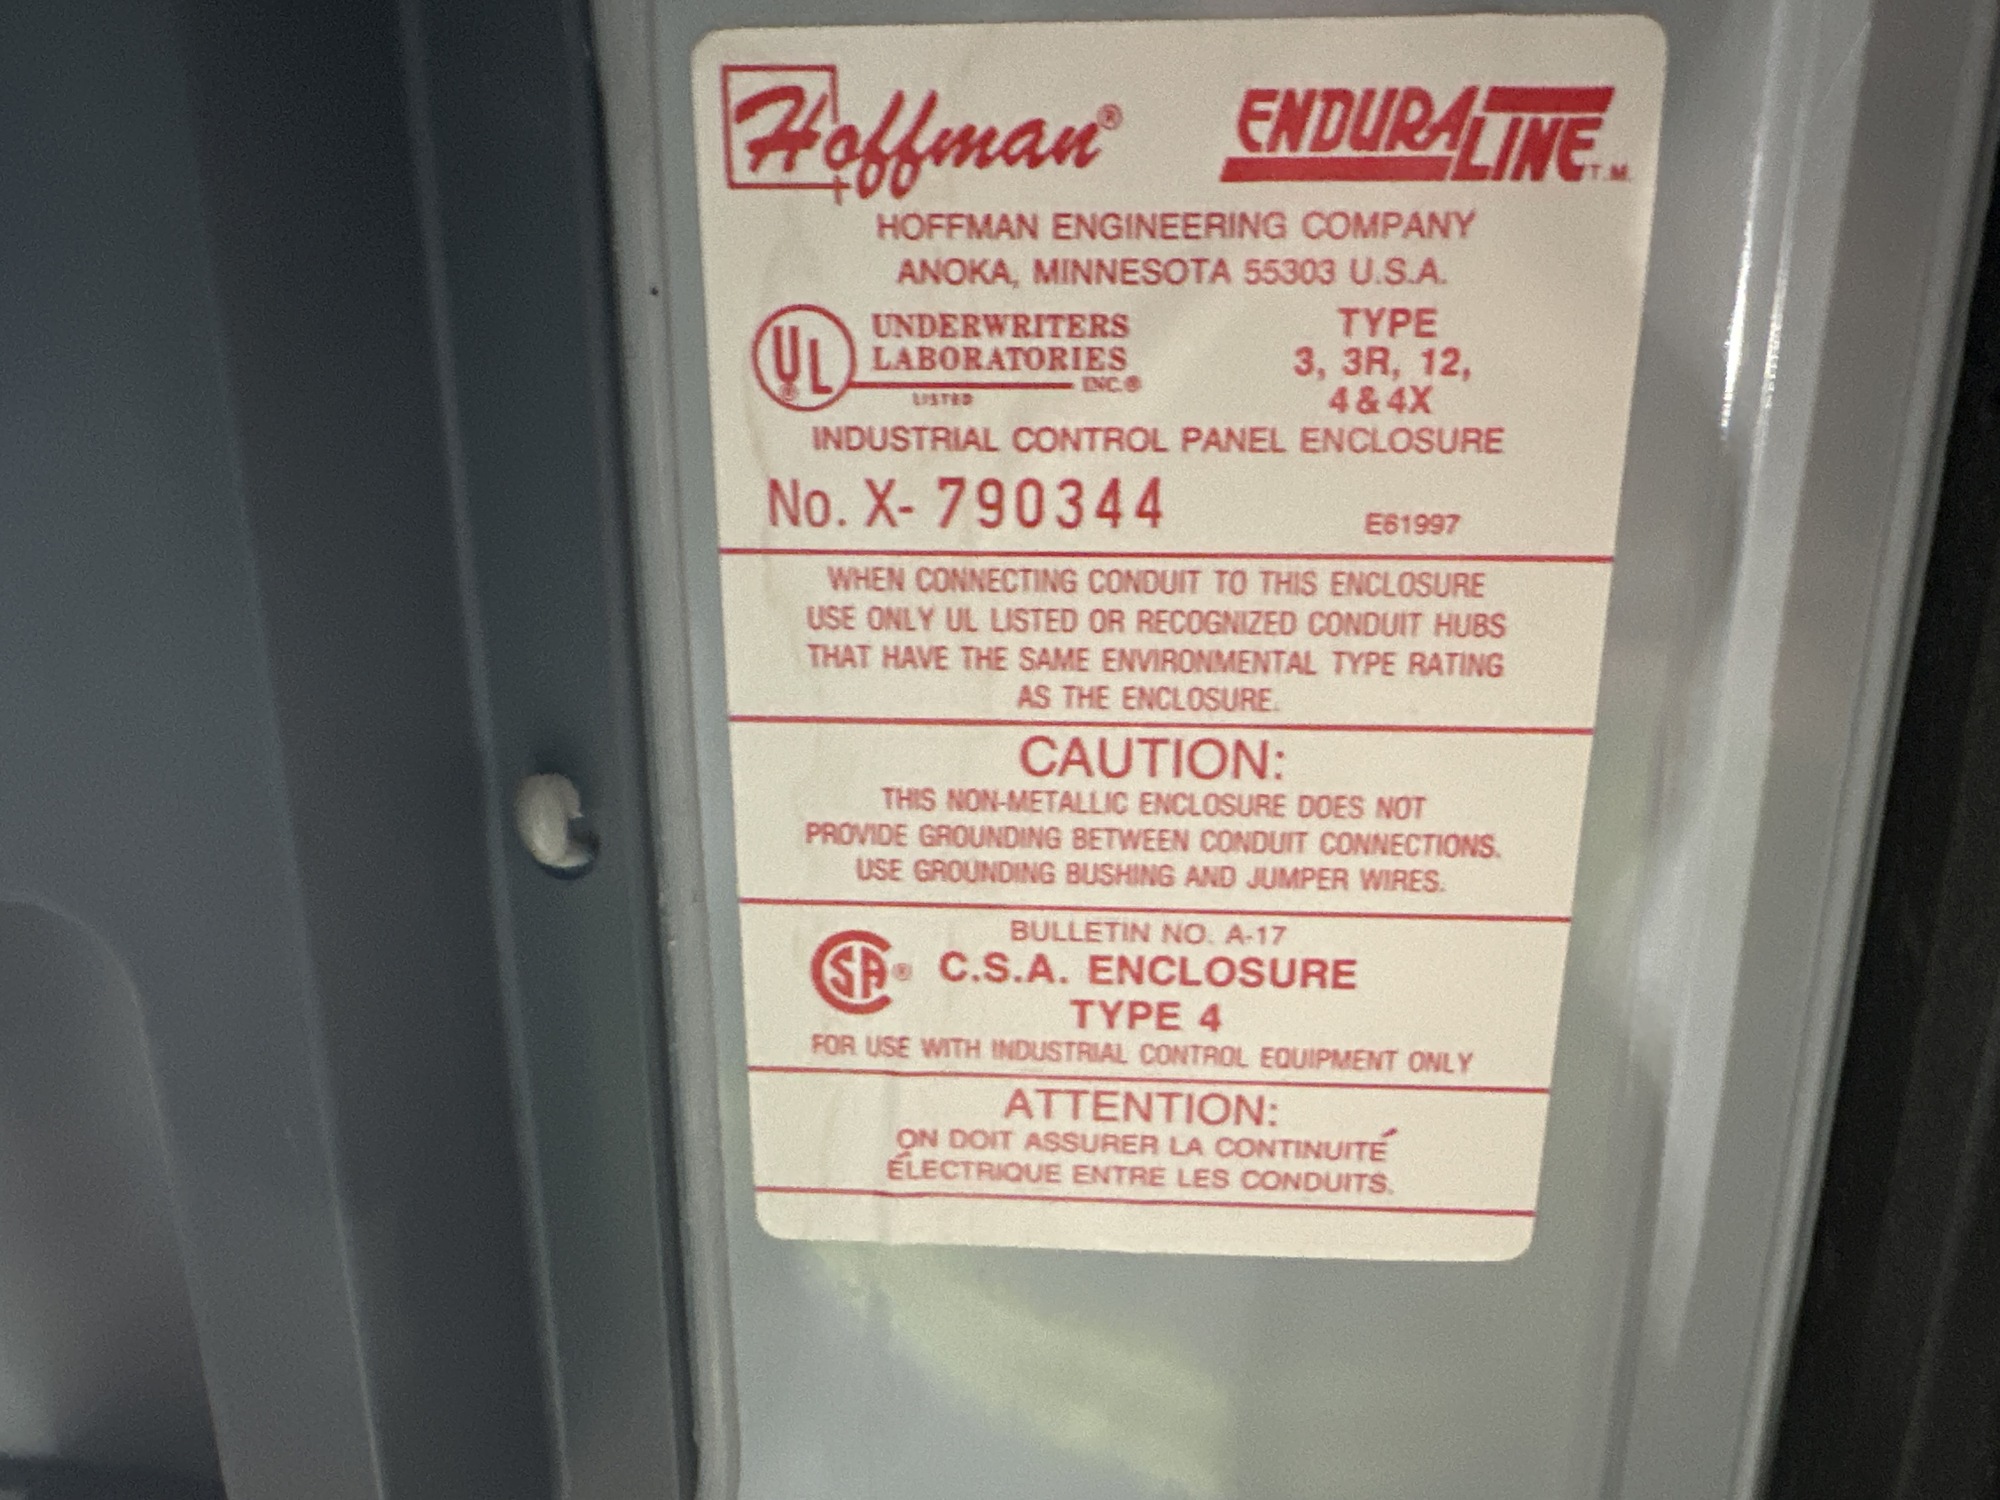 Hoffman® ENDURALINE T.M.
HOFFMAN ENGINEERING COMPANY
ANOKA, MINNESOTA 55303 U.S.A.
UL® UNDERWRITERS LABORATORIES INC.®
LISTED
TYPE
3, 3R, 12,
4 & 4X
INDUSTRIAL CONTROL PANEL ENCLOSURE
No. X- 790344 E61997
WHEN CONNECTING CONDUIT TO THIS ENCLOSURE
USE ONLY UL LISTED OR RECOGNIZED CONDUIT HUBS
THAT HAVE THE SAME ENVIRONMENTAL TYPE RATING
AS THE ENCLOSURE.
CAUTION:
THIS NON-METALLIC ENCLOSURE DOES NOT
PROVIDE GROUNDING BETWEEN CONDUIT CONNECTIONS.
USE GROUNDING BUSHING AND JUMPER WIRES.
BULLETIN NO. A-17
CSA® C.S.A. ENCLOSURE
TYPE 4
FOR USE WITH INDUSTRIAL CONTROL EQUIPMENT ONLY
ATTENTION:
ON DOIT ASSURER LA CONTINUITÉ
ÉLECTRIQUE ENTRE LES CONDUITS.